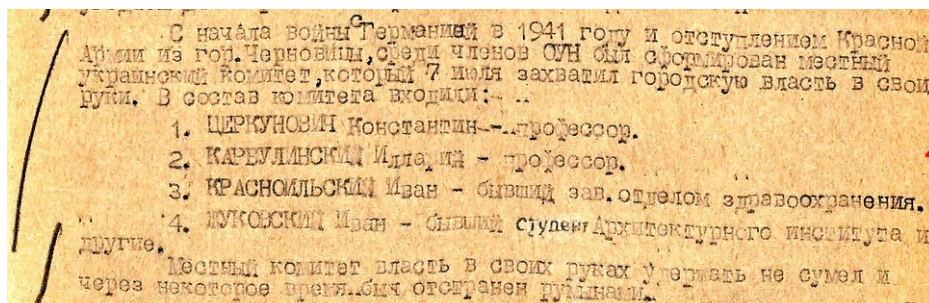 С начала войны с Германией в 1941 году и отступлением Красной
Армии из гор.Черновицы,среди членов ОУН был сформирован местный
украинский комитет,который 7 июля захватил городскую власть в свои
руки. В состав комитета входили:
1. ЦЕРКУНОВИЧ Константин - профессор.
2. КАРБУЛИНСКИЙ Илларий - профессор.
3. КРАСНОИЛЬСКИЙ Иван - бывший зав.отделом здравоохранения.
4. ЖУКОВСКИЙ Иван - бывший студент Архитектурного института и
другие.
Местный комитет власть в своих руках удержать не сумел и
через некоторое время был отстранен румынами.